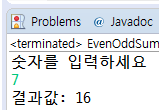 Problems @ Javadoc
<terminated> EvenOddSum
숫자를 입력하세요
7
결과값: 16